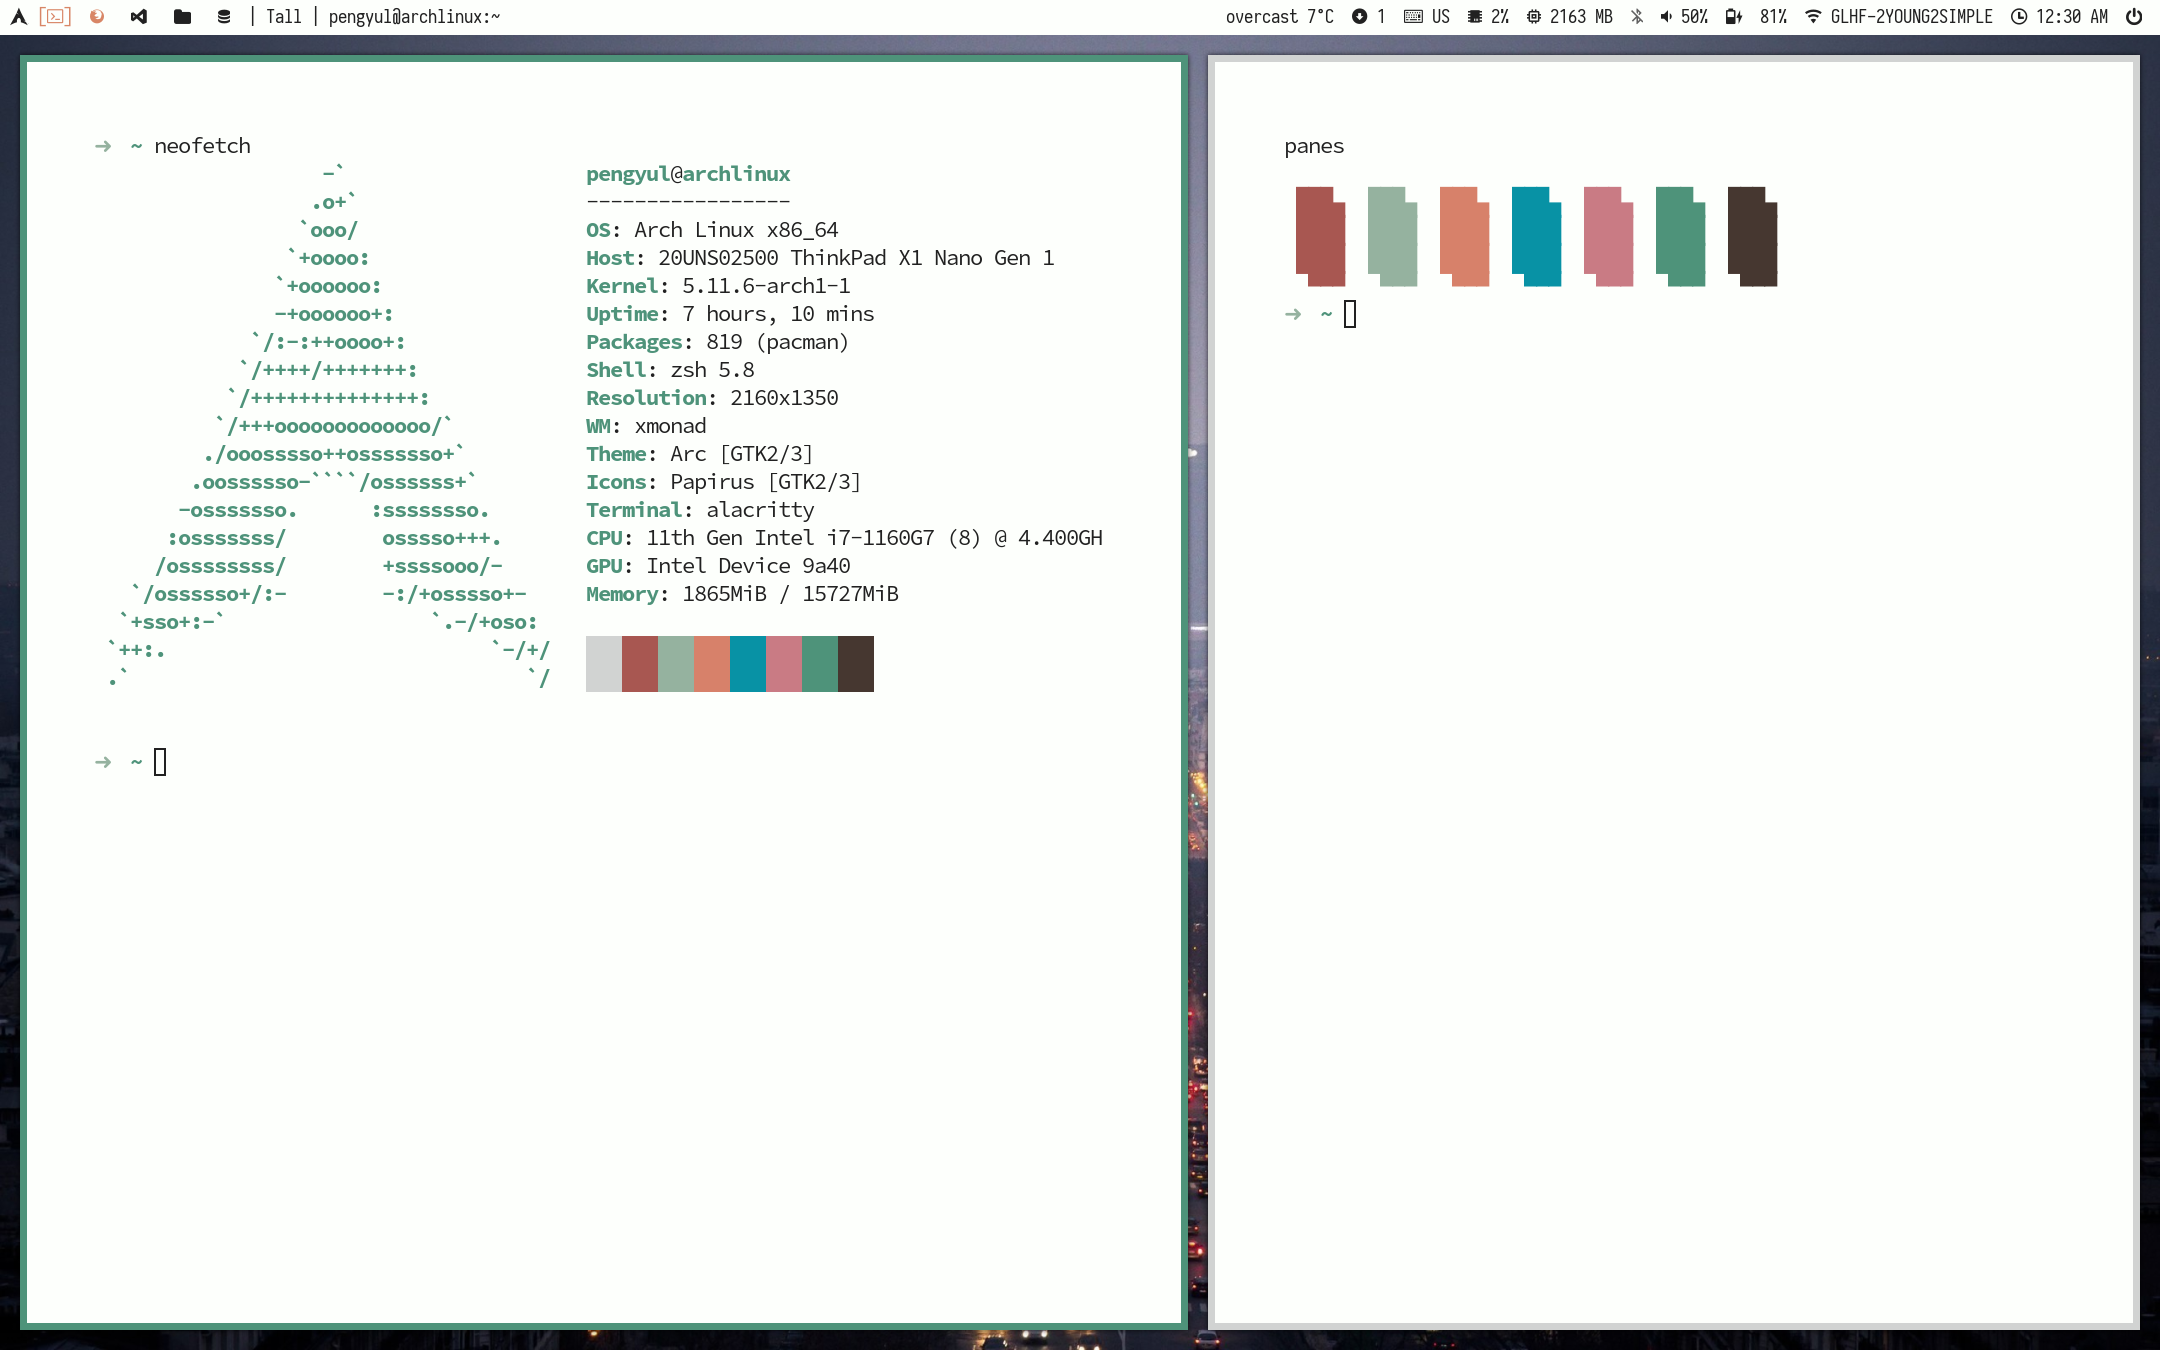 | Tall | pengyul@archlinux:~
overcast 7°C 1 US 2% 2163 MB 50% 81% GLHF-2YOUNG2SIMPLE 12:30 AM
→ ~ neofetch
-`
.o+`
`ooo/
`+oooo:
`+oooooo:
-+oooooo+:
`/:-:++oooo+:
`/++++/+++++++:
`/++++++++++++++:
`/+++ooooooooooooo/`
./ooosssso++osssssso+`
.oossssso-````/ossssss+`
-osssssso.      :ssssssso.
:osssssss/        osssso+++.
/ossssssss/        +ssssooo/-
`/ossssso+/:-        -:/+osssso+-
`+sso+:-`                 `.-/+oso:
`++:.                           `-/+/
.`                                 `/
pengyul@archlinux
-----------------
OS: Arch Linux x86_64
Host: 20UNS02500 ThinkPad X1 Nano Gen 1
Kernel: 5.11.6-arch1-1
Uptime: 7 hours, 10 mins
Packages: 819 (pacman)
Shell: zsh 5.8
Resolution: 2160x1350
WM: xmonad
Theme: Arc [GTK2/3]
Icons: Papirus [GTK2/3]
Terminal: alacritty
CPU: 11th Gen Intel i7-1160G7 (8) @ 4.400GH
GPU: Intel Device 9a40
Memory: 1865MiB / 15727MiB
→ ~
panes
→ ~